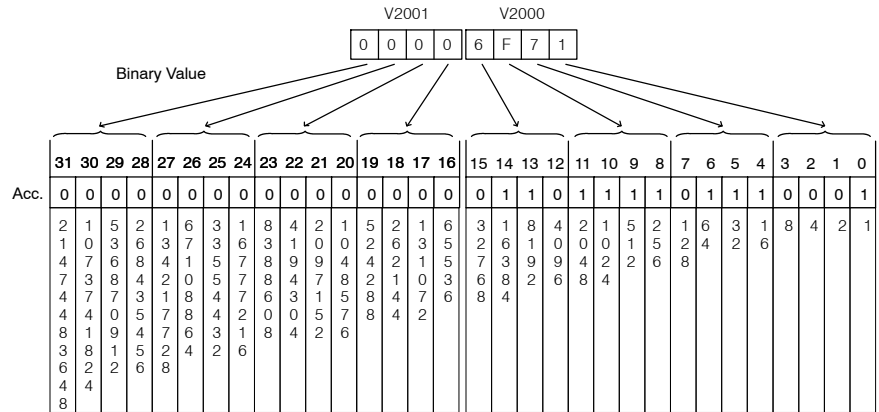 V2001 V2000
0 0 0 0 6 F 7 1
Binary Value
31 30 29 28 27 26 25 24 23 22 21 20 19 18 17 16 15 14 13 12 11 10 9 8 7 6 5 4 3 2 1 0
Acc. 0 0 0 0 0 0 0 0 0 0 0 0 0 0 0 0 0 1 1 0 1 1 1 1 0 1 1 1 0 0 0 1
21474483648 1073741824 536870912 268435456 134217728 67108864 33554432 16777216 8388608 4194304 2097152 1048576 524288 262144 131072 65536 32768 16384 8192 4096 2048 1024 512 256 128 64 32 16 8 4 2 1